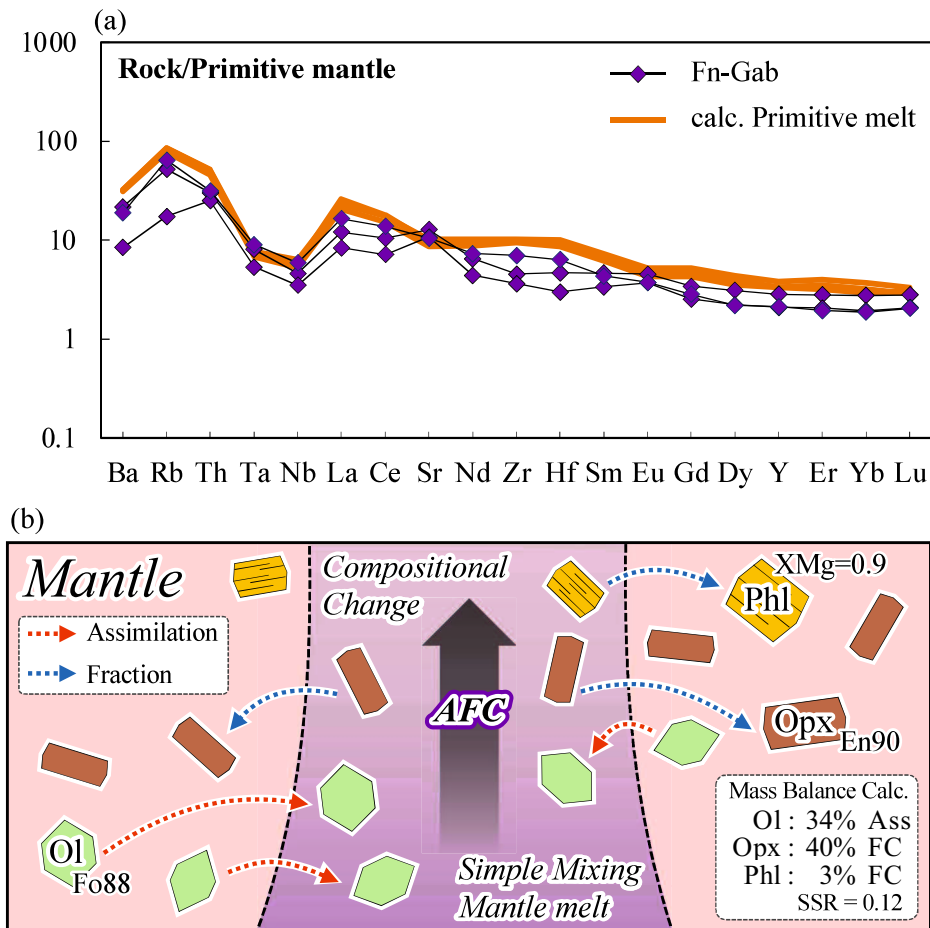 (a)
1000
100
10
1
0.1
Rock/Primitive mantle
Fn-Gab
calc. Primitive melt
Ba Rb Th Ta Nb La Ce Sr Nd Zr Hf Sm Eu Gd Dy Y Er Yb Lu
(b)
Mantle
Assimilation
Fraction
Compositional
Change
AFC
Simple Mixing
Mantle melt
XMg=0.9
Phl
Opx
En90
Ol
Fo88
Mass Balance Calc.
Ol : 34% Ass
Opx : 40% FC
Phl : 3% FC
SSR = 0.12